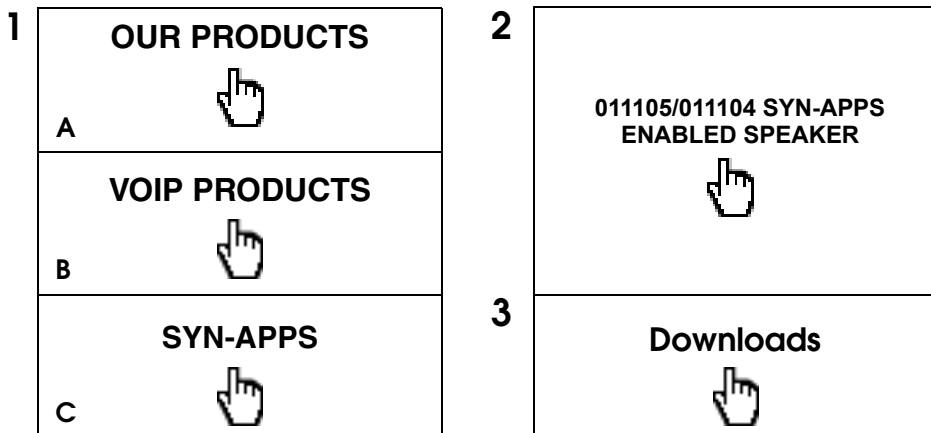 1
OUR PRODUCTS
A
VOIP PRODUCTS
B
SYN-APPS
C
2
011105/011104 SYN-APPS
ENABLED SPEAKER
3
Downloads